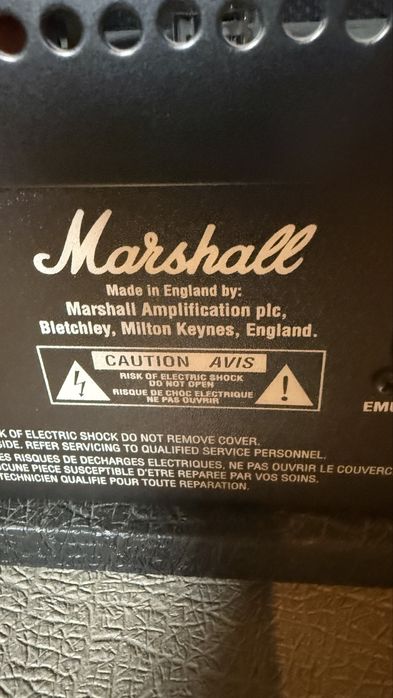 Marshall
Made in England by:
Marshall Amplification plc,
Bletchley, Milton Keynes, England.
CAUTION AVIS
RISK OF ELECTRIC SHOCK
DO NOT OPEN
RISQUE DE CHOC ELECTRIQUE
NE PAS OUVRIR
EMU
K OF ELECTRIC SHOCK DO NOT REMOVE COVER.
SIDE. REFER SERVICING TO QUALIFIED SERVICE PERSONNEL.
ES RISQUES DE DECHARGES ELECTRIQUES, NE PAS OUVRIR LE COUVERC
CUNE PIECE SUSCEPTIBLE D'ETRE REPAREE PAR VOS SOINS.
TECHNICIEN QUALIFIE POUR TOUTE REPARATION.